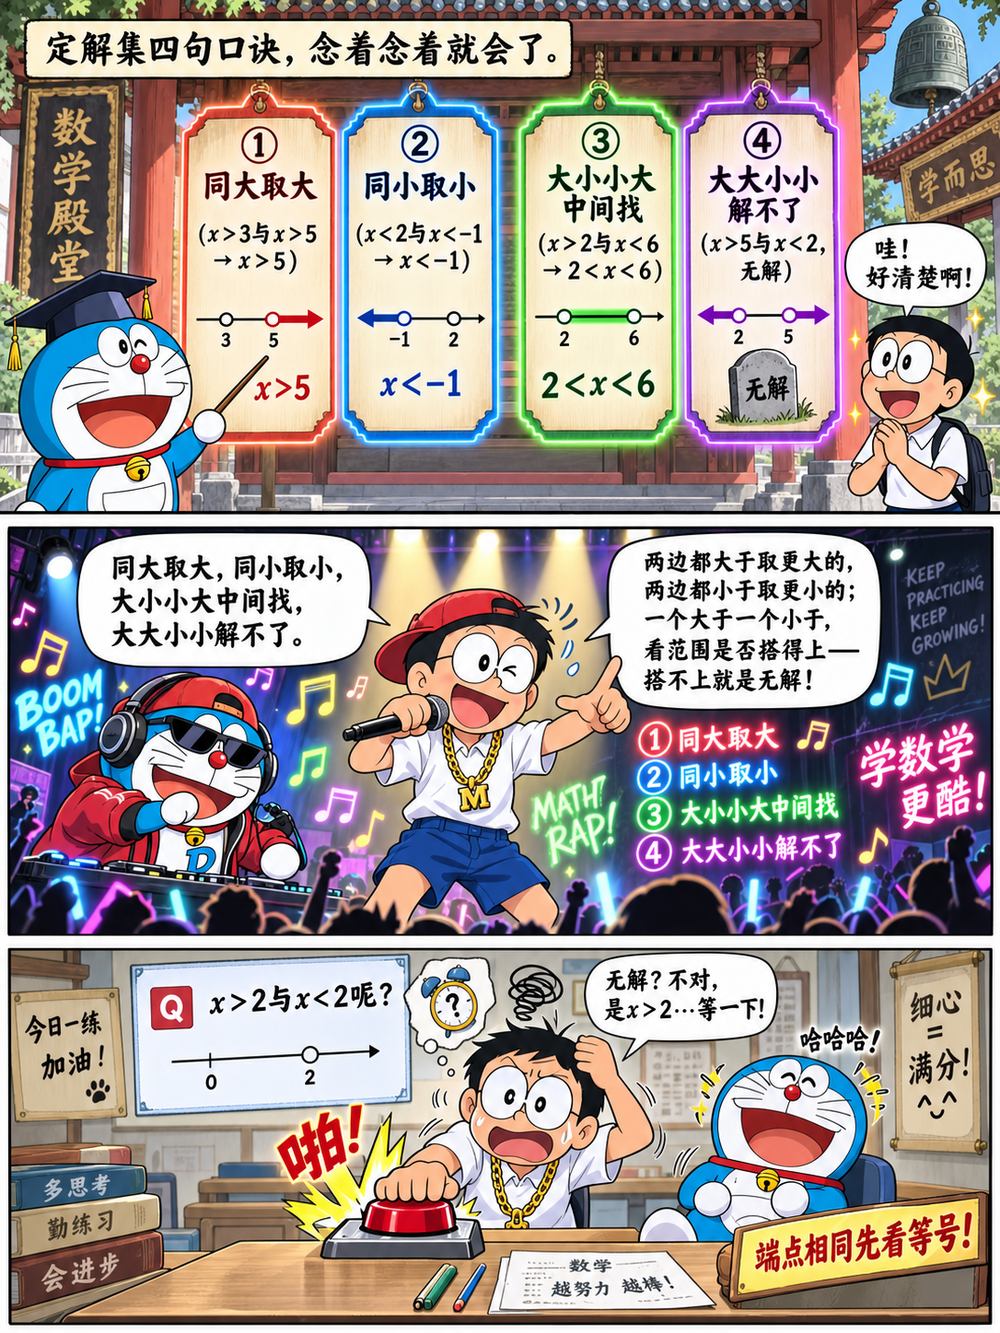 定解集四句口诀，念着念着就会了。
数学殿堂
学而思
①
同大取大
(x>3与x>5
→x>5)
3
5
x>5
②
同小取小
(x<2与x<-1
→x<-1)
-1
2
x<-1
③
大小小大
中间找
(x>2与x<6
→2<x<6)
2
6
2<x<6
④
大大小小
解不了
(x>5与x<2，
无解)
2
5
无解
哇！
好清楚啊！
同大取大，同小取小，
大小小大中间找，
大大小小解不了。
两边都大于取更大的，
两边都小于取更小的；
一个大于一个小于，
看范围是否搭得上——
搭不上就是无解！
KEEP
PRACTICING
KEEP
GROWING!
BOOM
BAP!
M
D
MATH
RAP!
①同大取大
②同小取小
③大小小大中间找
④大大小小解不了
学数学
更酷！
今日一练
加油！
Q
x>2与x<2呢？
0
2
?
无解？不对，
是x>2…等一下！
哈哈哈！
细心
=
满分！
啪！
多思考
勤练习
会进步
数学
越努力 越棒！
端点相同先看等号！